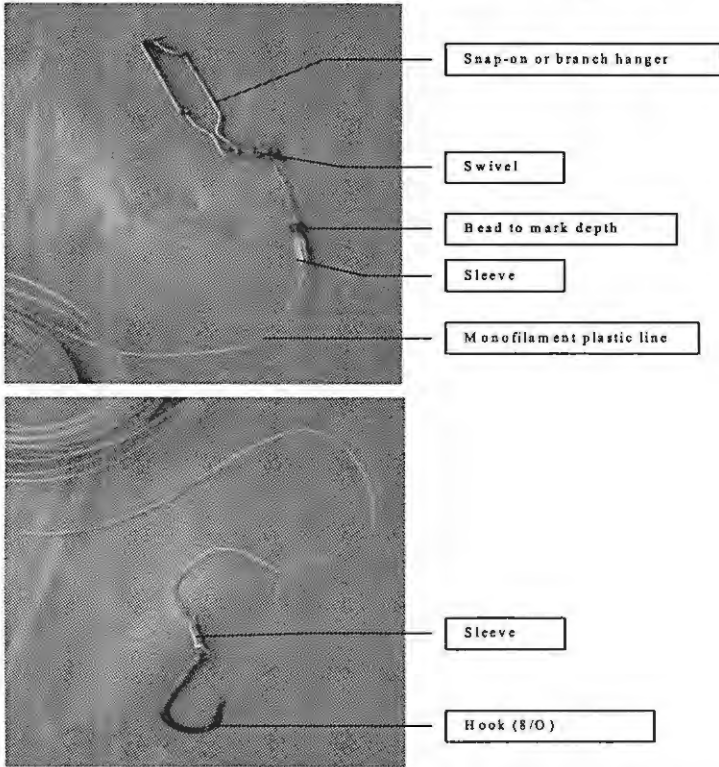 Snap-on or branch hanger
Swivel
Bead to mark depth
Sleeve
Monofilament plastic line
Sleeve
Hook (8/O)